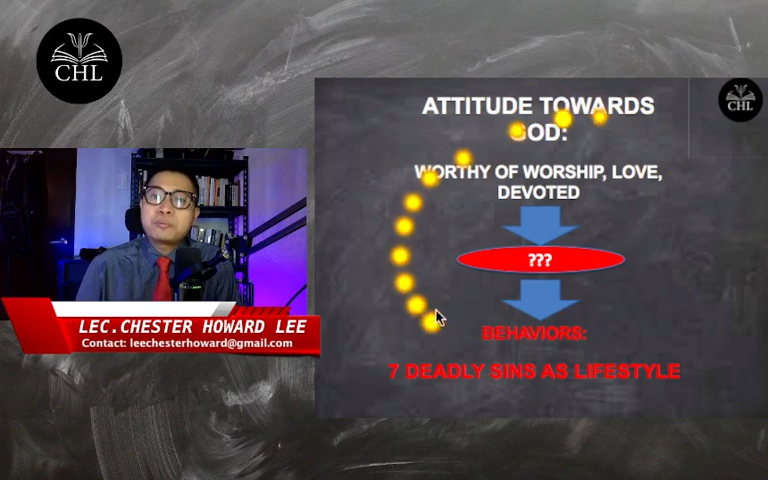 CHL
ATTITUDE TOWARDS
GOD:
CHL
WORTHY OF WORSHIP, LOVE,
DEVOTED
???
BEHAVIORS:
7 DEADLY SINS AS LIFESTYLE
LEC.CHESTER HOWARD LEE
Contact: leechesterhoward@gmail.com